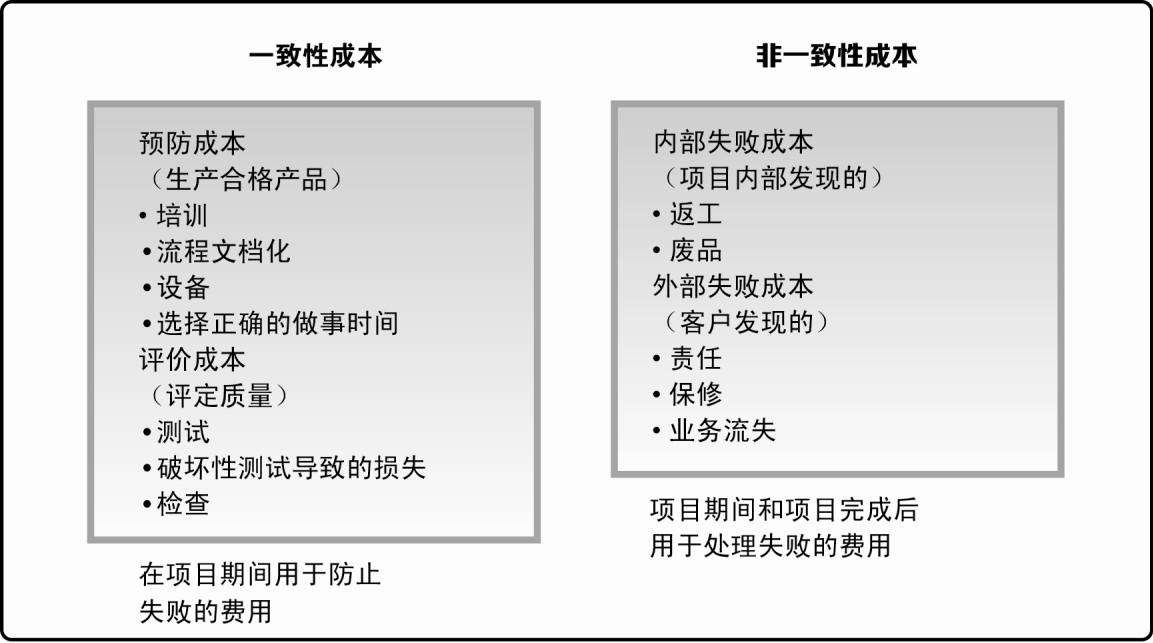 一致性成本
预防成本
（生产合格产品）
•培训
•流程文档化
•设备
•选择正确的做事时间
评价成本
（评定质量）
•测试
•破坏性测试导致的损失
•检查
在项目期间用于防止
失败的费用
非一致性成本
内部失败成本
（项目内部发现的）
•返工
•废品
外部失败成本
（客户发现的）
•责任
•保修
•业务流失
项目期间和项目完成后
用于处理失败的费用